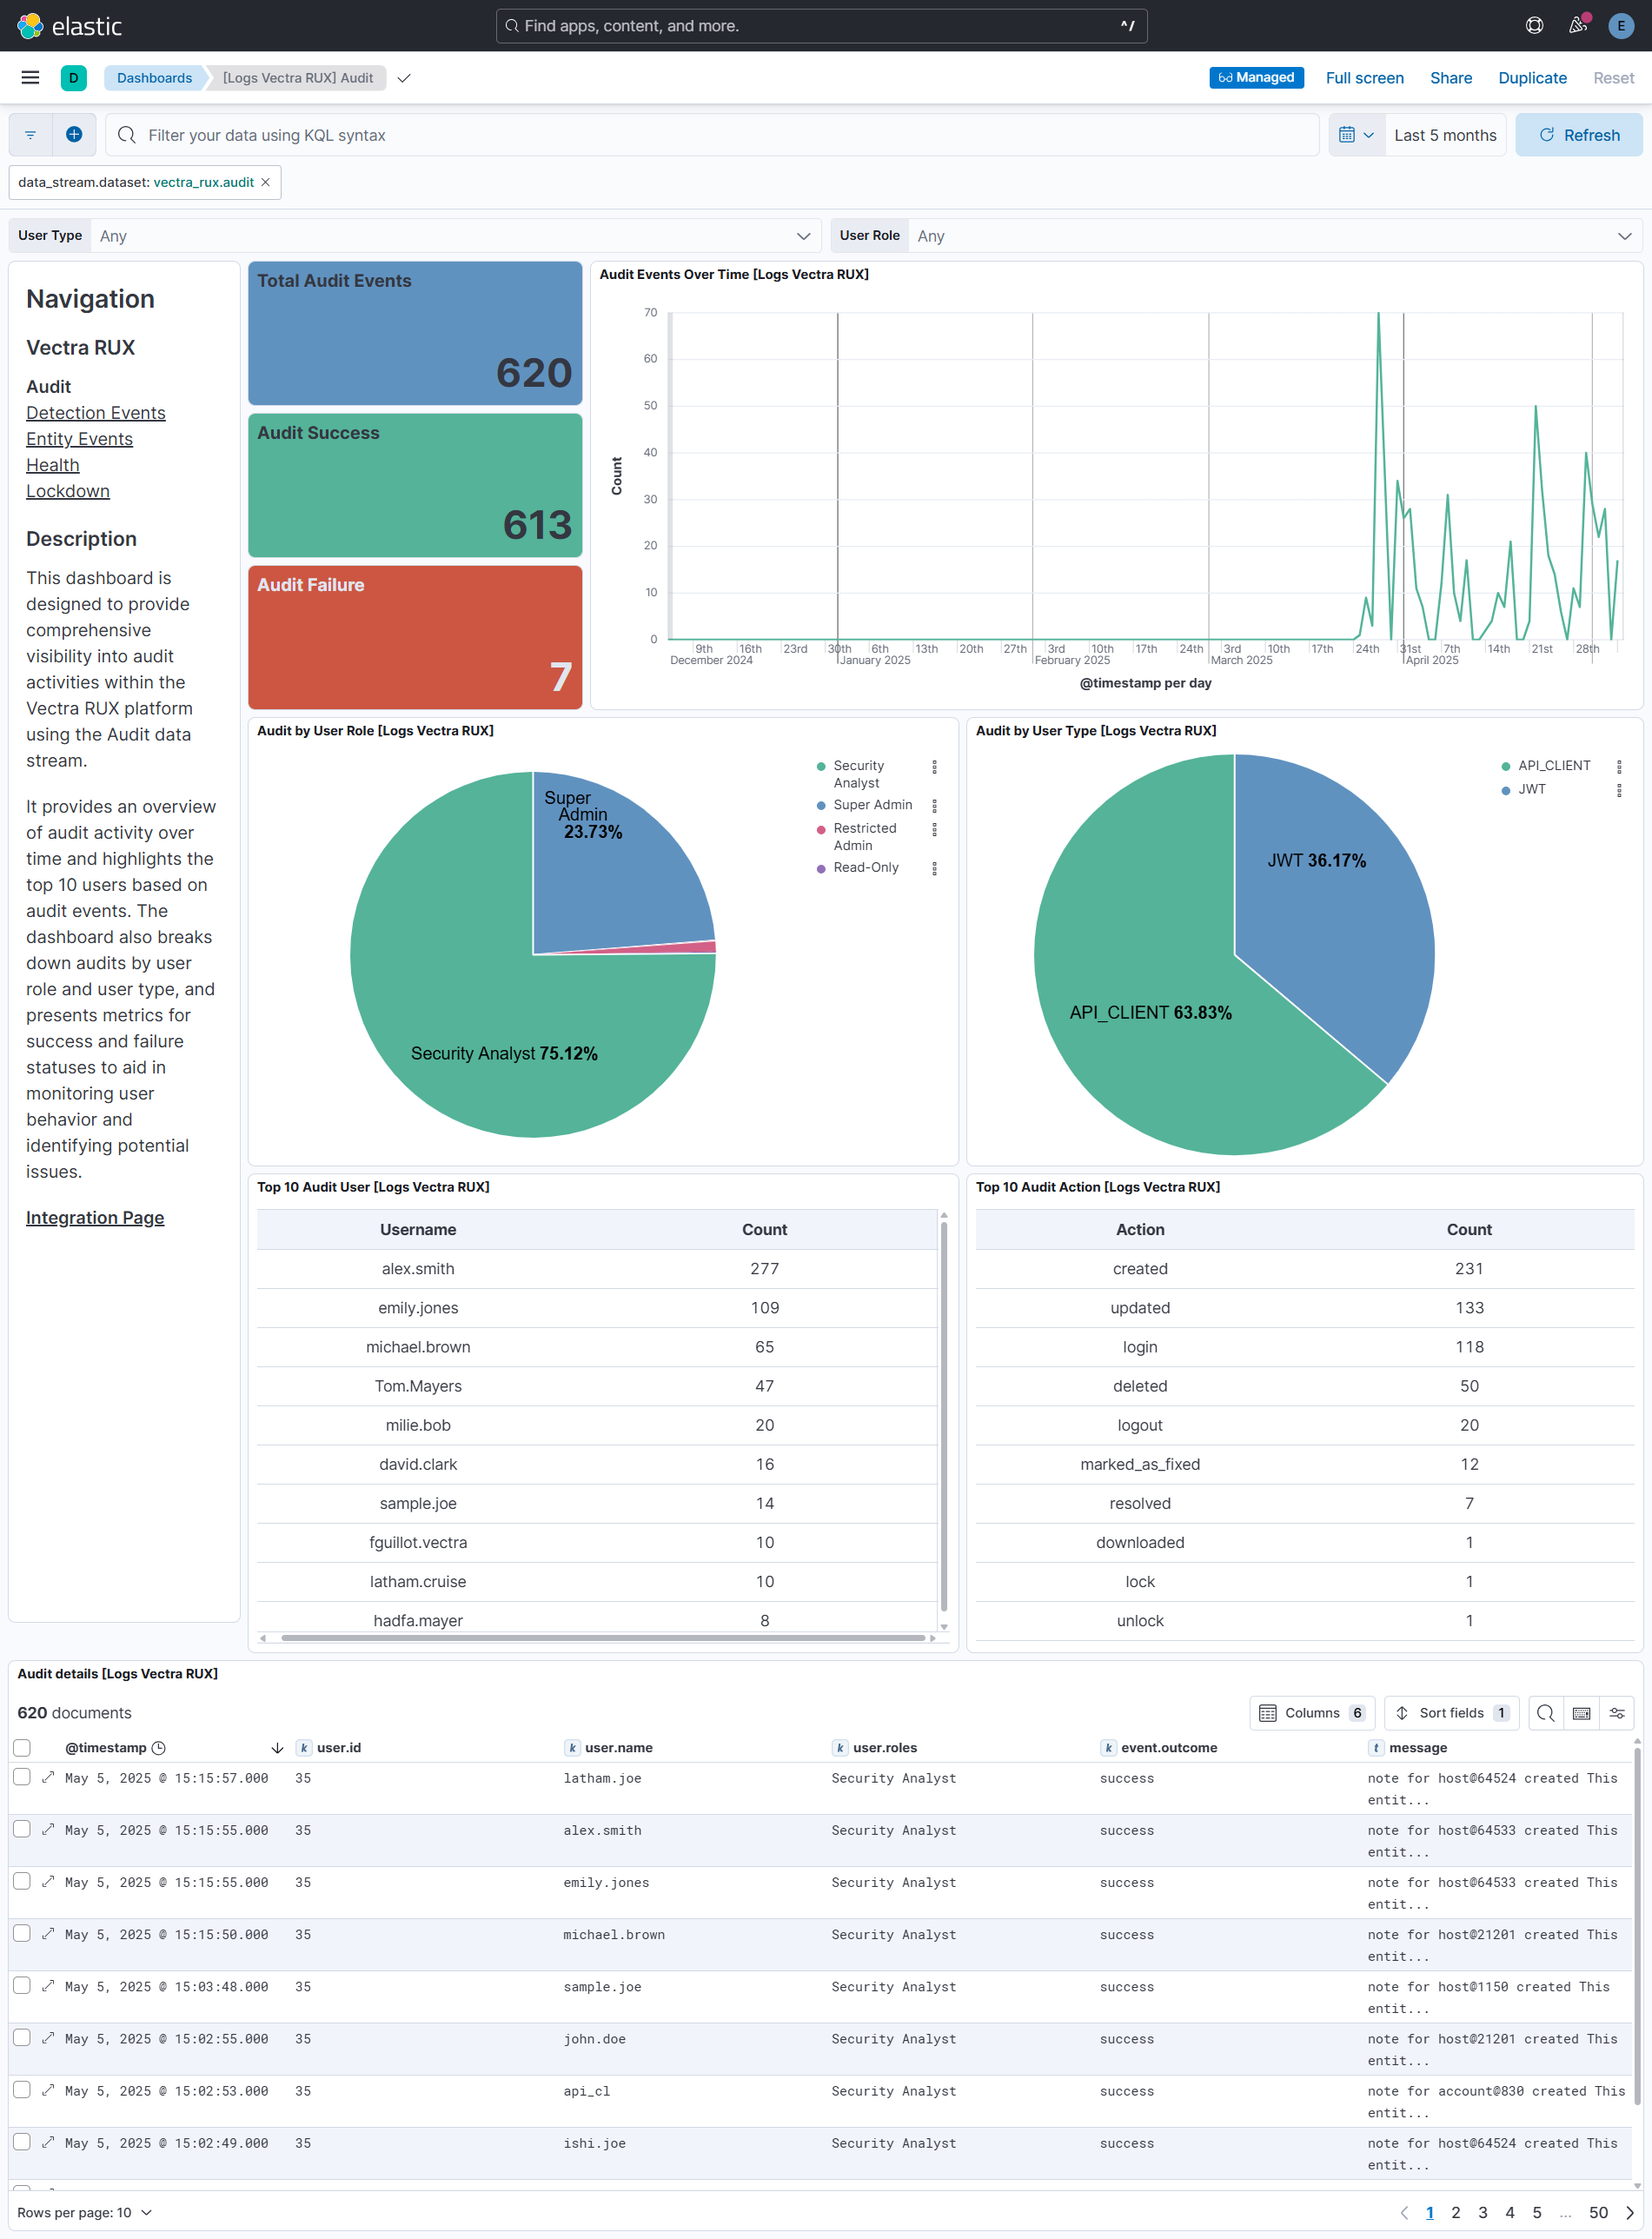 elastic
Find apps, content, and more.
^/
E
D
Dashboards
[Logs Vectra RUX] Audit
Managed
Full screen
Share
Duplicate
Reset
Filter your data using KQL syntax
Last 5 months
Refresh
data_stream.dataset: vectra_rux.audit
User Type
Any
User Role
Any
Navigation
Vectra RUX
Audit
Detection Events
Entity Events
Health
Lockdown
Description
This dashboard is
designed to provide
comprehensive
visibility into audit
activities within the
Vectra RUX platform
using the Audit data
stream.
It provides an overview
of audit activity over
time and highlights the
top 10 users based on
audit events. The
dashboard also breaks
down audits by user
role and user type, and
presents metrics for
success and failure
statuses to aid in
monitoring user
behavior and
identifying potential
issues.
Integration Page
Total Audit Events
620
Audit Success
613
Audit Failure
7
Audit Events Over Time [Logs Vectra RUX]
Count
70
60
50
40
30
20
10
0
9th 16th 23rd 30th 6th 13th 20th 27th 3rd 10th 17th 24th 3rd 10th 17th 24th 31st 7th 14th 21st 28th
December 2024 January 2025 February 2025 March 2025 April 2025
@timestamp per day
Audit by User Role [Logs Vectra RUX]
Super
Admin
23.73%
Security Analyst 75.12%
Security
Analyst
Super Admin
Restricted
Admin
Read-Only
Audit by User Type [Logs Vectra RUX]
JWT 36.17%
API_CLIENT 63.83%
API_CLIENT
JWT
Top 10 Audit User [Logs Vectra RUX]
Username Count
alex.smith 277
emily.jones 109
michael.brown 65
Tom.Mayers 47
milie.bob 20
david.clark 16
sample.joe 14
fguillot.vectra 10
latham.cruise 10
hadfa.mayer 8
Top 10 Audit Action [Logs Vectra RUX]
Action Count
created 231
updated 133
login 118
deleted 50
logout 20
marked_as_fixed 12
resolved 7
downloaded 1
lock 1
unlock 1
Audit details [Logs Vectra RUX]
620 documents
Columns 6
Sort fields 1
@timestamp k user.id k user.name k user.roles k event.outcome t message
May 5, 2025 @ 15:15:57.000 35 latham.joe Security Analyst success note for host@64524 created This
entit...
May 5, 2025 @ 15:15:55.000 35 alex.smith Security Analyst success note for host@64533 created This
entit...
May 5, 2025 @ 15:15:55.000 35 emily.jones Security Analyst success note for host@64533 created This
entit...
May 5, 2025 @ 15:15:50.000 35 michael.brown Security Analyst success note for host@21201 created This
entit...
May 5, 2025 @ 15:03:48.000 35 sample.joe Security Analyst success note for host@1150 created This
entit...
May 5, 2025 @ 15:02:55.000 35 john.doe Security Analyst success note for host@21201 created This
entit...
May 5, 2025 @ 15:02:53.000 35 api_cl Security Analyst success note for account@830 created This
entit...
May 5, 2025 @ 15:02:49.000 35 ishi.joe Security Analyst success note for host@64524 created This
entit...
Rows per page: 10
1 2 3 4 5 ... 50